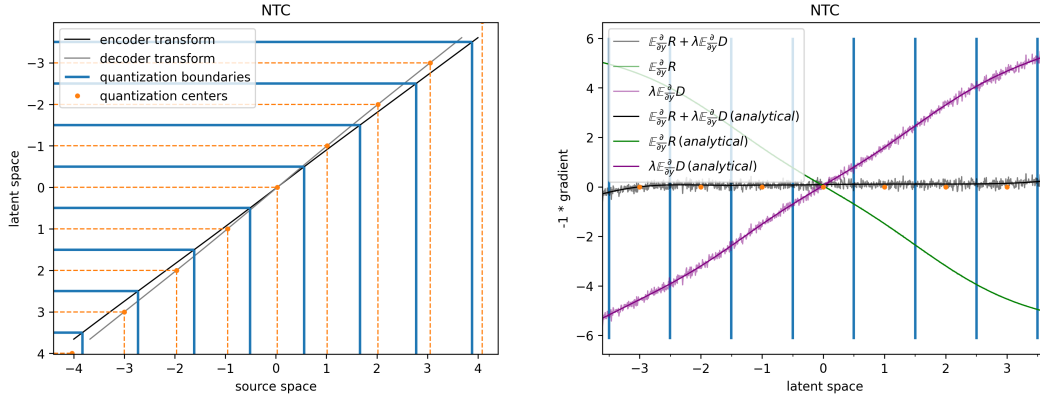 NTC
encoder transform
decoder transform
quantization boundaries
quantization centers
latent space
−3
−2
−1
0
1
2
3
4
−4
−3
−2
−1
0
1
2
3
4
source space
NTC
𝔼 ∂/∂y R + λ𝔼 ∂/∂y D
𝔼 ∂/∂y R
λ𝔼 ∂/∂y D
𝔼 ∂/∂y R + λ𝔼 ∂/∂y D (analytical)
𝔼 ∂/∂y R (analytical)
λ𝔼 ∂/∂y D (analytical)
-1 * gradient
6
4
2
0
−2
−4
−6
−3
−2
−1
0
1
2
3
latent space